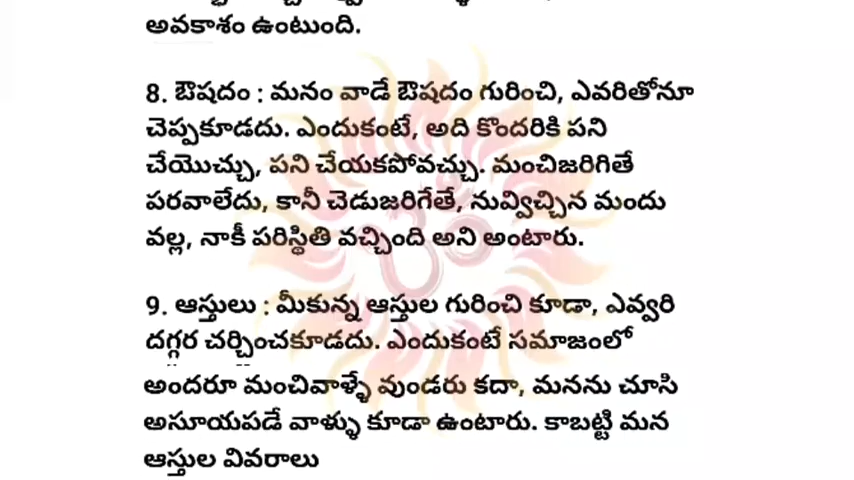 అవకాశం ఉంటుంది.
8. ఔషదం : మనం వాడే ఔషదం గురించి, ఎవరితోనూ
చెప్పకూడదు. ఎందుకంటే, అది కొందరికి పని
చేయొచ్చు, పని చేయకపోవచ్చు. మంచిజరిగితే
పరవాలేదు, కానీ చెడుజరిగేతే, నువ్విచ్చిన మందు
వల్ల, నాకీ పరిస్థితి వచ్చింది అని అంటారు.
9. ఆస్తులు : మీకున్న ఆస్తుల గురించి కూడా, ఎవ్వరి
దగ్గర చర్చించకూడదు. ఎందుకంటే సమాజంలో
అందరూ మంచివాళ్ళే వుండరు కదా, మనను చూసి
అసూయపడే వాళ్ళు కూడా ఉంటారు. కాబట్టి మన
ఆస్తుల వివరాలు